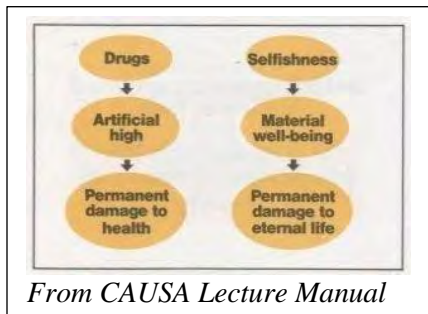 Drugs
Artificial
high
Permanent
damage to
health
Selfishness
Material
well-being
Permanent
damage to
eternal life
From CAUSA Lecture Manual